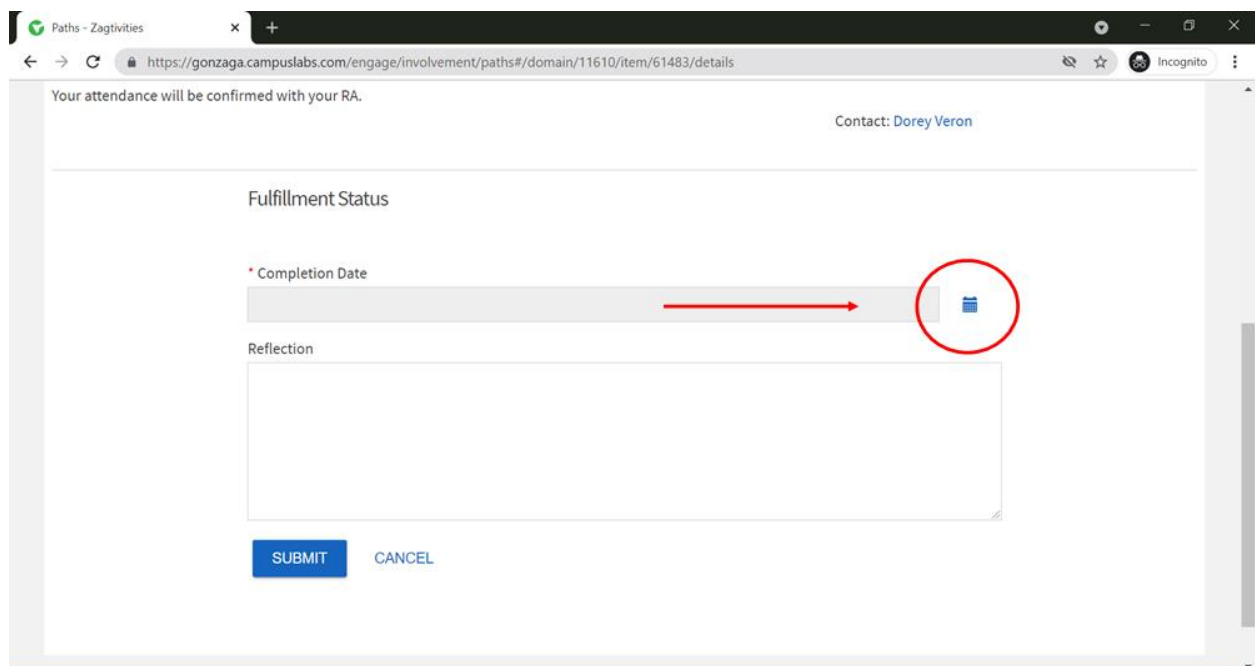 Paths - Zagtivities
https://gonzaga.campuslabs.com/engage/involvement/paths#/domain/11610/item/61483/details
Incognito
Your attendance will be confirmed with your RA.
Contact: Dorey Veron
Fulfillment Status
* Completion Date
Reflection
SUBMIT CANCEL